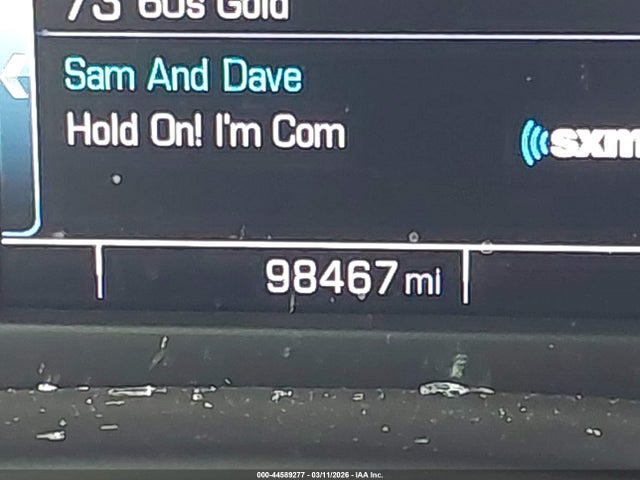 73 60s Gold
Sam And Dave
Hold On! I'm Com
sxm
98467 mi
000-44589277 - 03/11/2026 - IAA Inc.